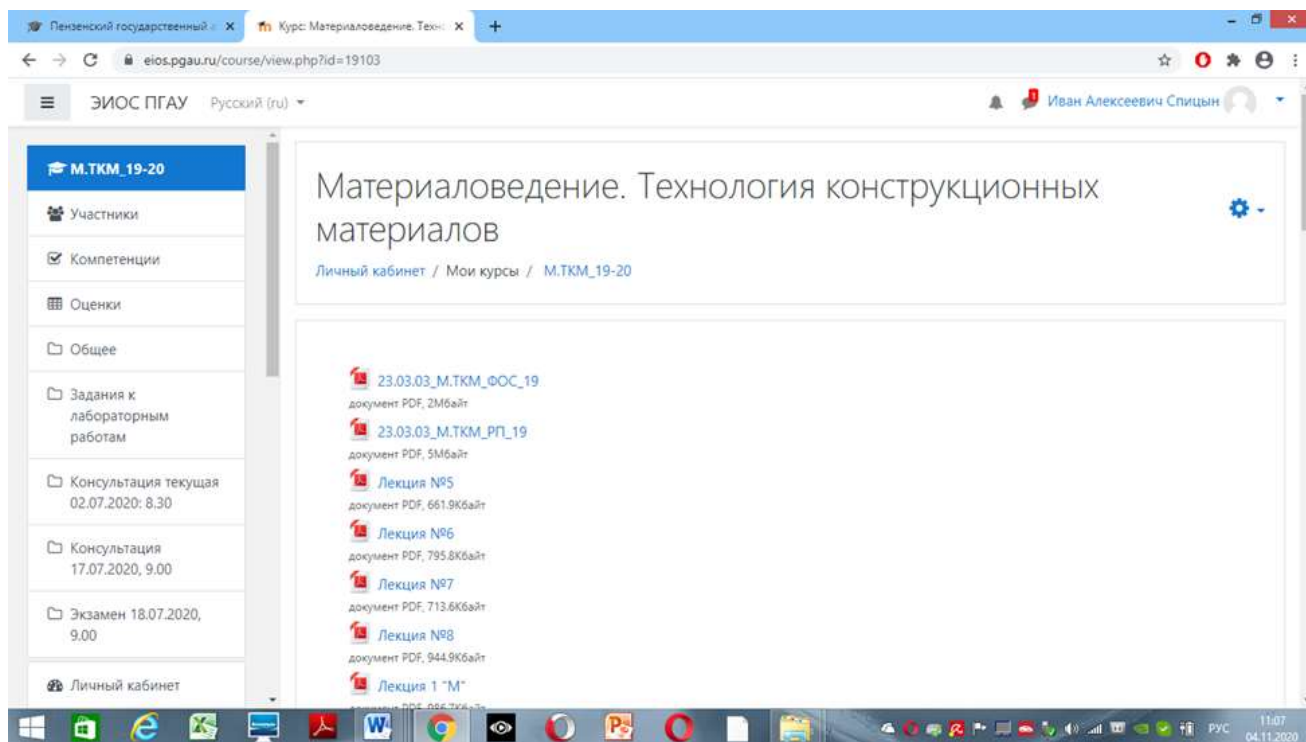 Пензенский государственный а
Курс: Материаловедение. Техн
eios.pgau.ru/course/view.php?id=19103
ЭИОС ПГАУ Русский (ru)
1
Иван Алексеевич Спицын
М.ТКМ_19-20
Участники
Компетенции
Оценки
Общее
Задания к
лабораторным
работам
Консультация текущая
02.07.2020: 8.30
Консультация
17.07.2020, 9.00
Экзамен 18.07.2020,
9.00
Личный кабинет
Материаловедение. Технология конструкционных
материалов
Личный кабинет / Мои курсы / М.ТКМ_19-20
23.03.03_М.ТКМ_ФОС_19
документ PDF, 2Мбайт
23.03.03_М.ТКМ_РП_19
документ PDF, 5Мбайт
Лекция №5
документ PDF, 661.9Кбайт
Лекция №6
документ PDF, 795.8Кбайт
Лекция №7
документ PDF, 713.6Кбайт
Лекция №8
документ PDF, 944.9Кбайт
Лекция 1 "М"
документ PDF, 986.7Кбайт
РУС
11:07
04.11.2020